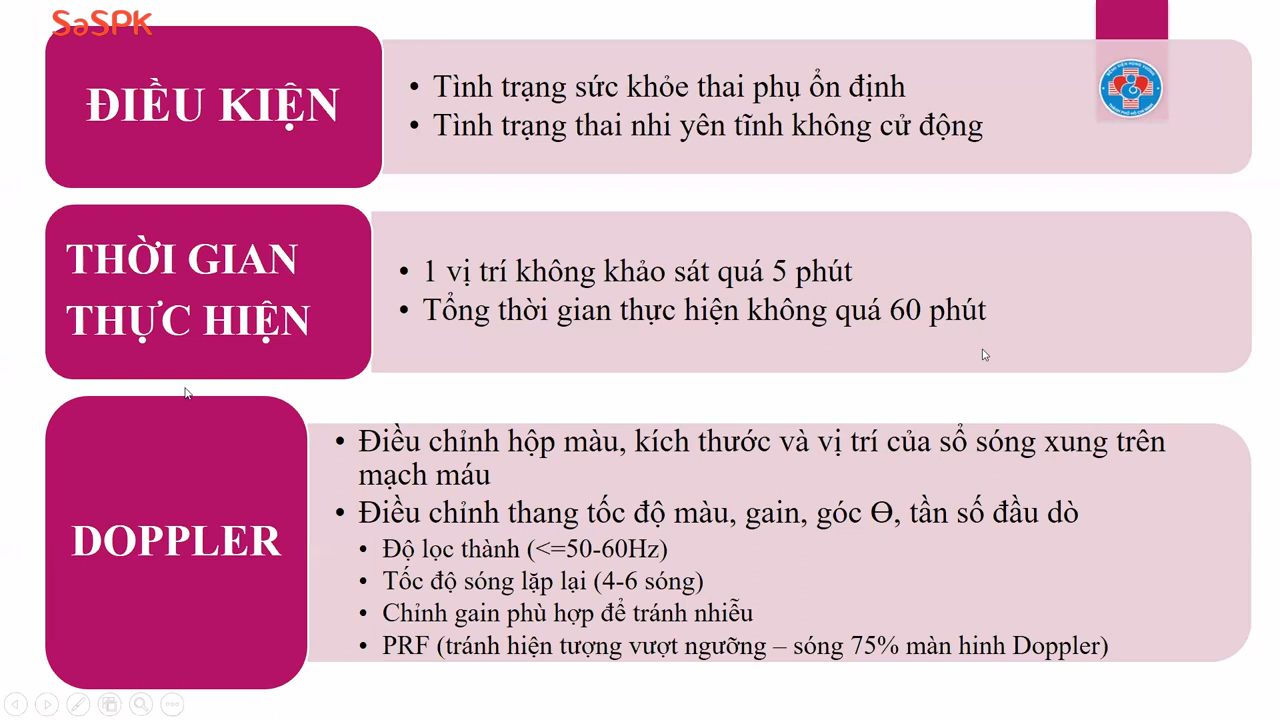 SaSPK
ĐIỀU KIỆN
• Tình trạng sức khỏe thai phụ ổn định
• Tình trạng thai nhi yên tĩnh không cử động
THỜI GIAN
THỰC HIỆN
• 1 vị trí không khảo sát quá 5 phút
• Tổng thời gian thực hiện không quá 60 phút
DOPPLER
• Điều chỉnh hộp màu, kích thước và vị trí của sổ sóng xung trên
mạch máu
• Điều chỉnh thang tốc độ màu, gain, góc Ɵ, tần số đầu dò
• Độ lọc thành (<=50-60Hz)
• Tốc độ sóng lặp lại (4-6 sóng)
• Chỉnh gain phù hợp để tránh nhiễu
• PRF (tránh hiện tượng vượt ngưỡng – sóng 75% màn hinh Doppler)